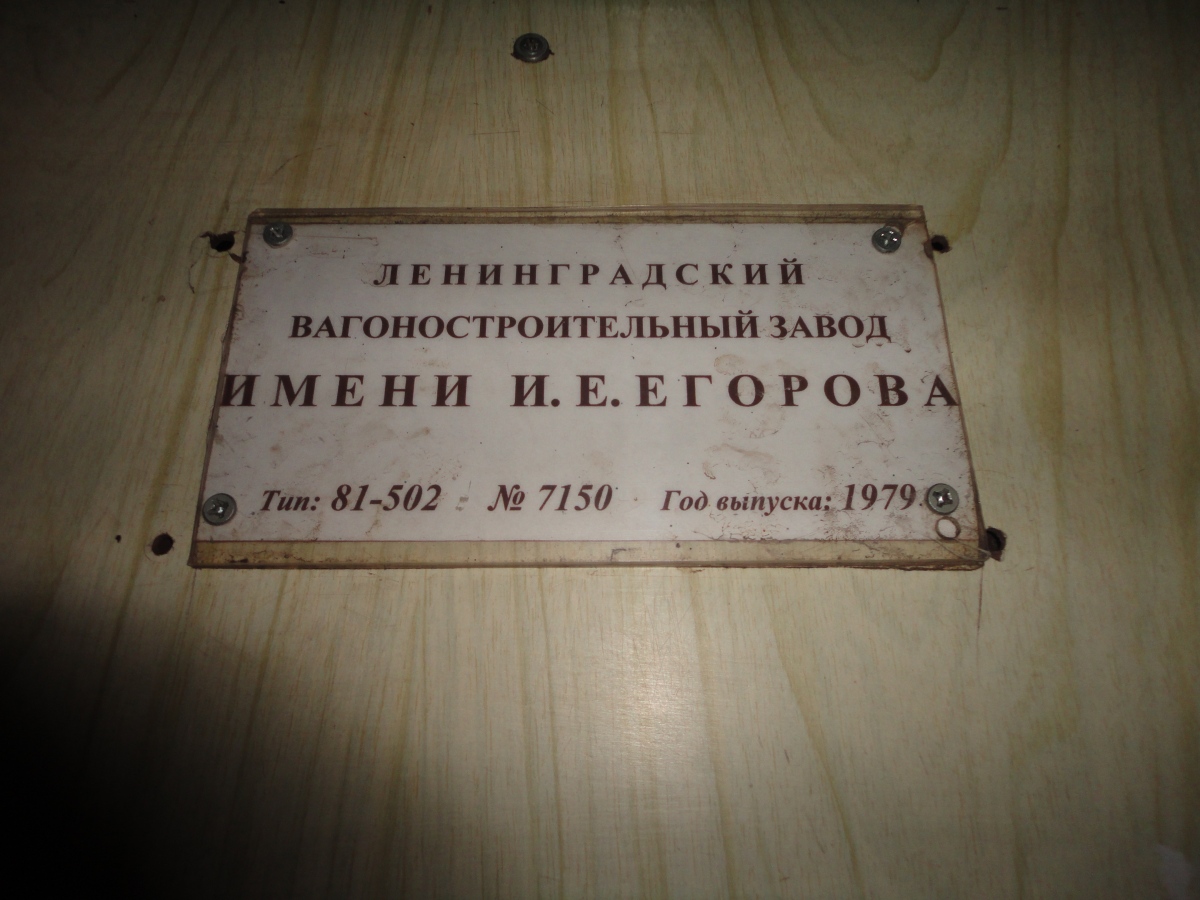 ЛЕНИНГРАДСКИЙ
ВАГОНОСТРОИТЕЛЬНЫЙ ЗАВОД
ИМЕНИ И. Е. ЕГОРОВА
Тип: 81-502 № 7150 Год выпуска: 1979